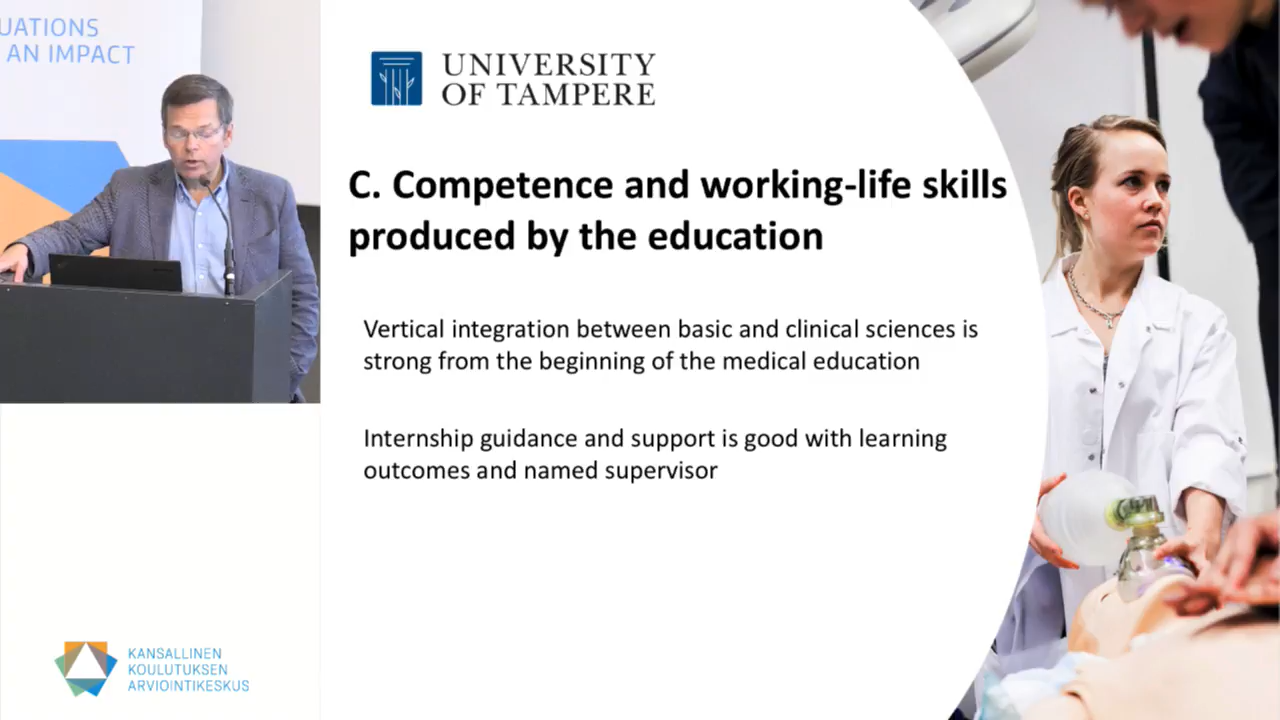 UATIONS
AN IMPACT
UNIVERSITY
OF TAMPERE
C. Competence and working-life skills
produced by the education
Vertical integration between basic and clinical sciences is
strong from the beginning of the medical education
Internship guidance and support is good with learning
outcomes and named supervisor
KANSALLINEN
KOULUTUKSEN
ARVIOINTIKESKUS